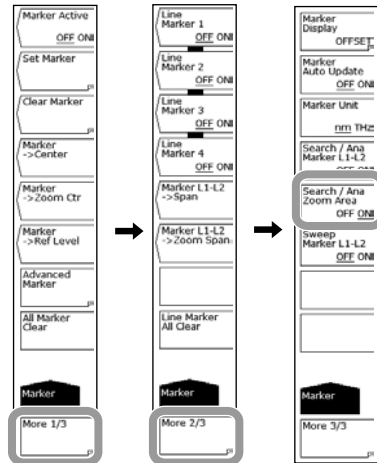 Marker Active
OFF ON
Set Marker
Clear Marker
Marker
->Center
Marker
->Zoom Ctr
Marker
->Ref Level
Advanced
Marker
All Marker
Clear
Marker
More 1/3
Line
Marker 1
OFF ON
Line
Marker 2
OFF ON
Line
Marker 3
OFF ON
Line
Marker 4
OFF ON
Marker L1-L2
->Span
Marker L1-L2
->Zoom Span
Line Marker
All Clear
Marker
More 2/3
Marker
Display
OFFSET
Marker
Auto Update
OFF ON
Marker Unit
nm THz
Search / Ana
Marker L1-L2
OFF ON
Search / Ana
Zoom Area
OFF ON
Sweep
Marker L1-L2
OFF ON
Marker
More 3/3